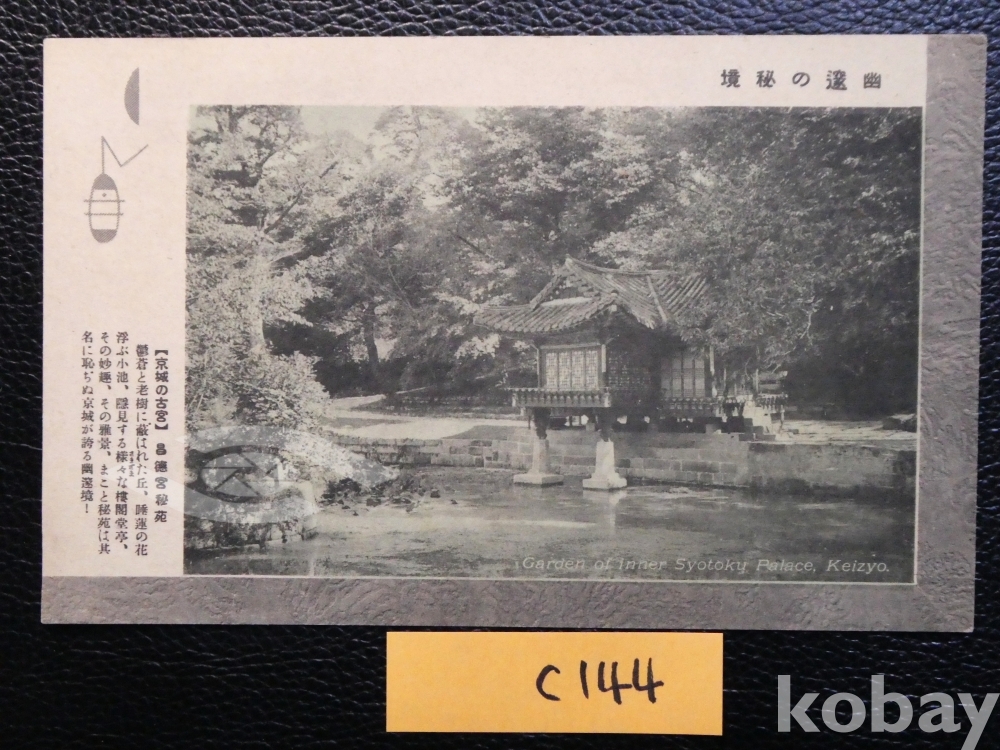 幽邃の秘境
【京城の古宮】 昌德宮秘苑
鬱蒼と老樹に蔽はれた丘、睡蓮の花
浮ぶ小池、隱見する樣々な樓閣堂亭、
その妙趣、その雅景、まこと秘苑は其
名に恥ぢぬ京城が誇る幽邃境！
Garden of Inner Syotoku Palace, Keizyo.
C144
kobay